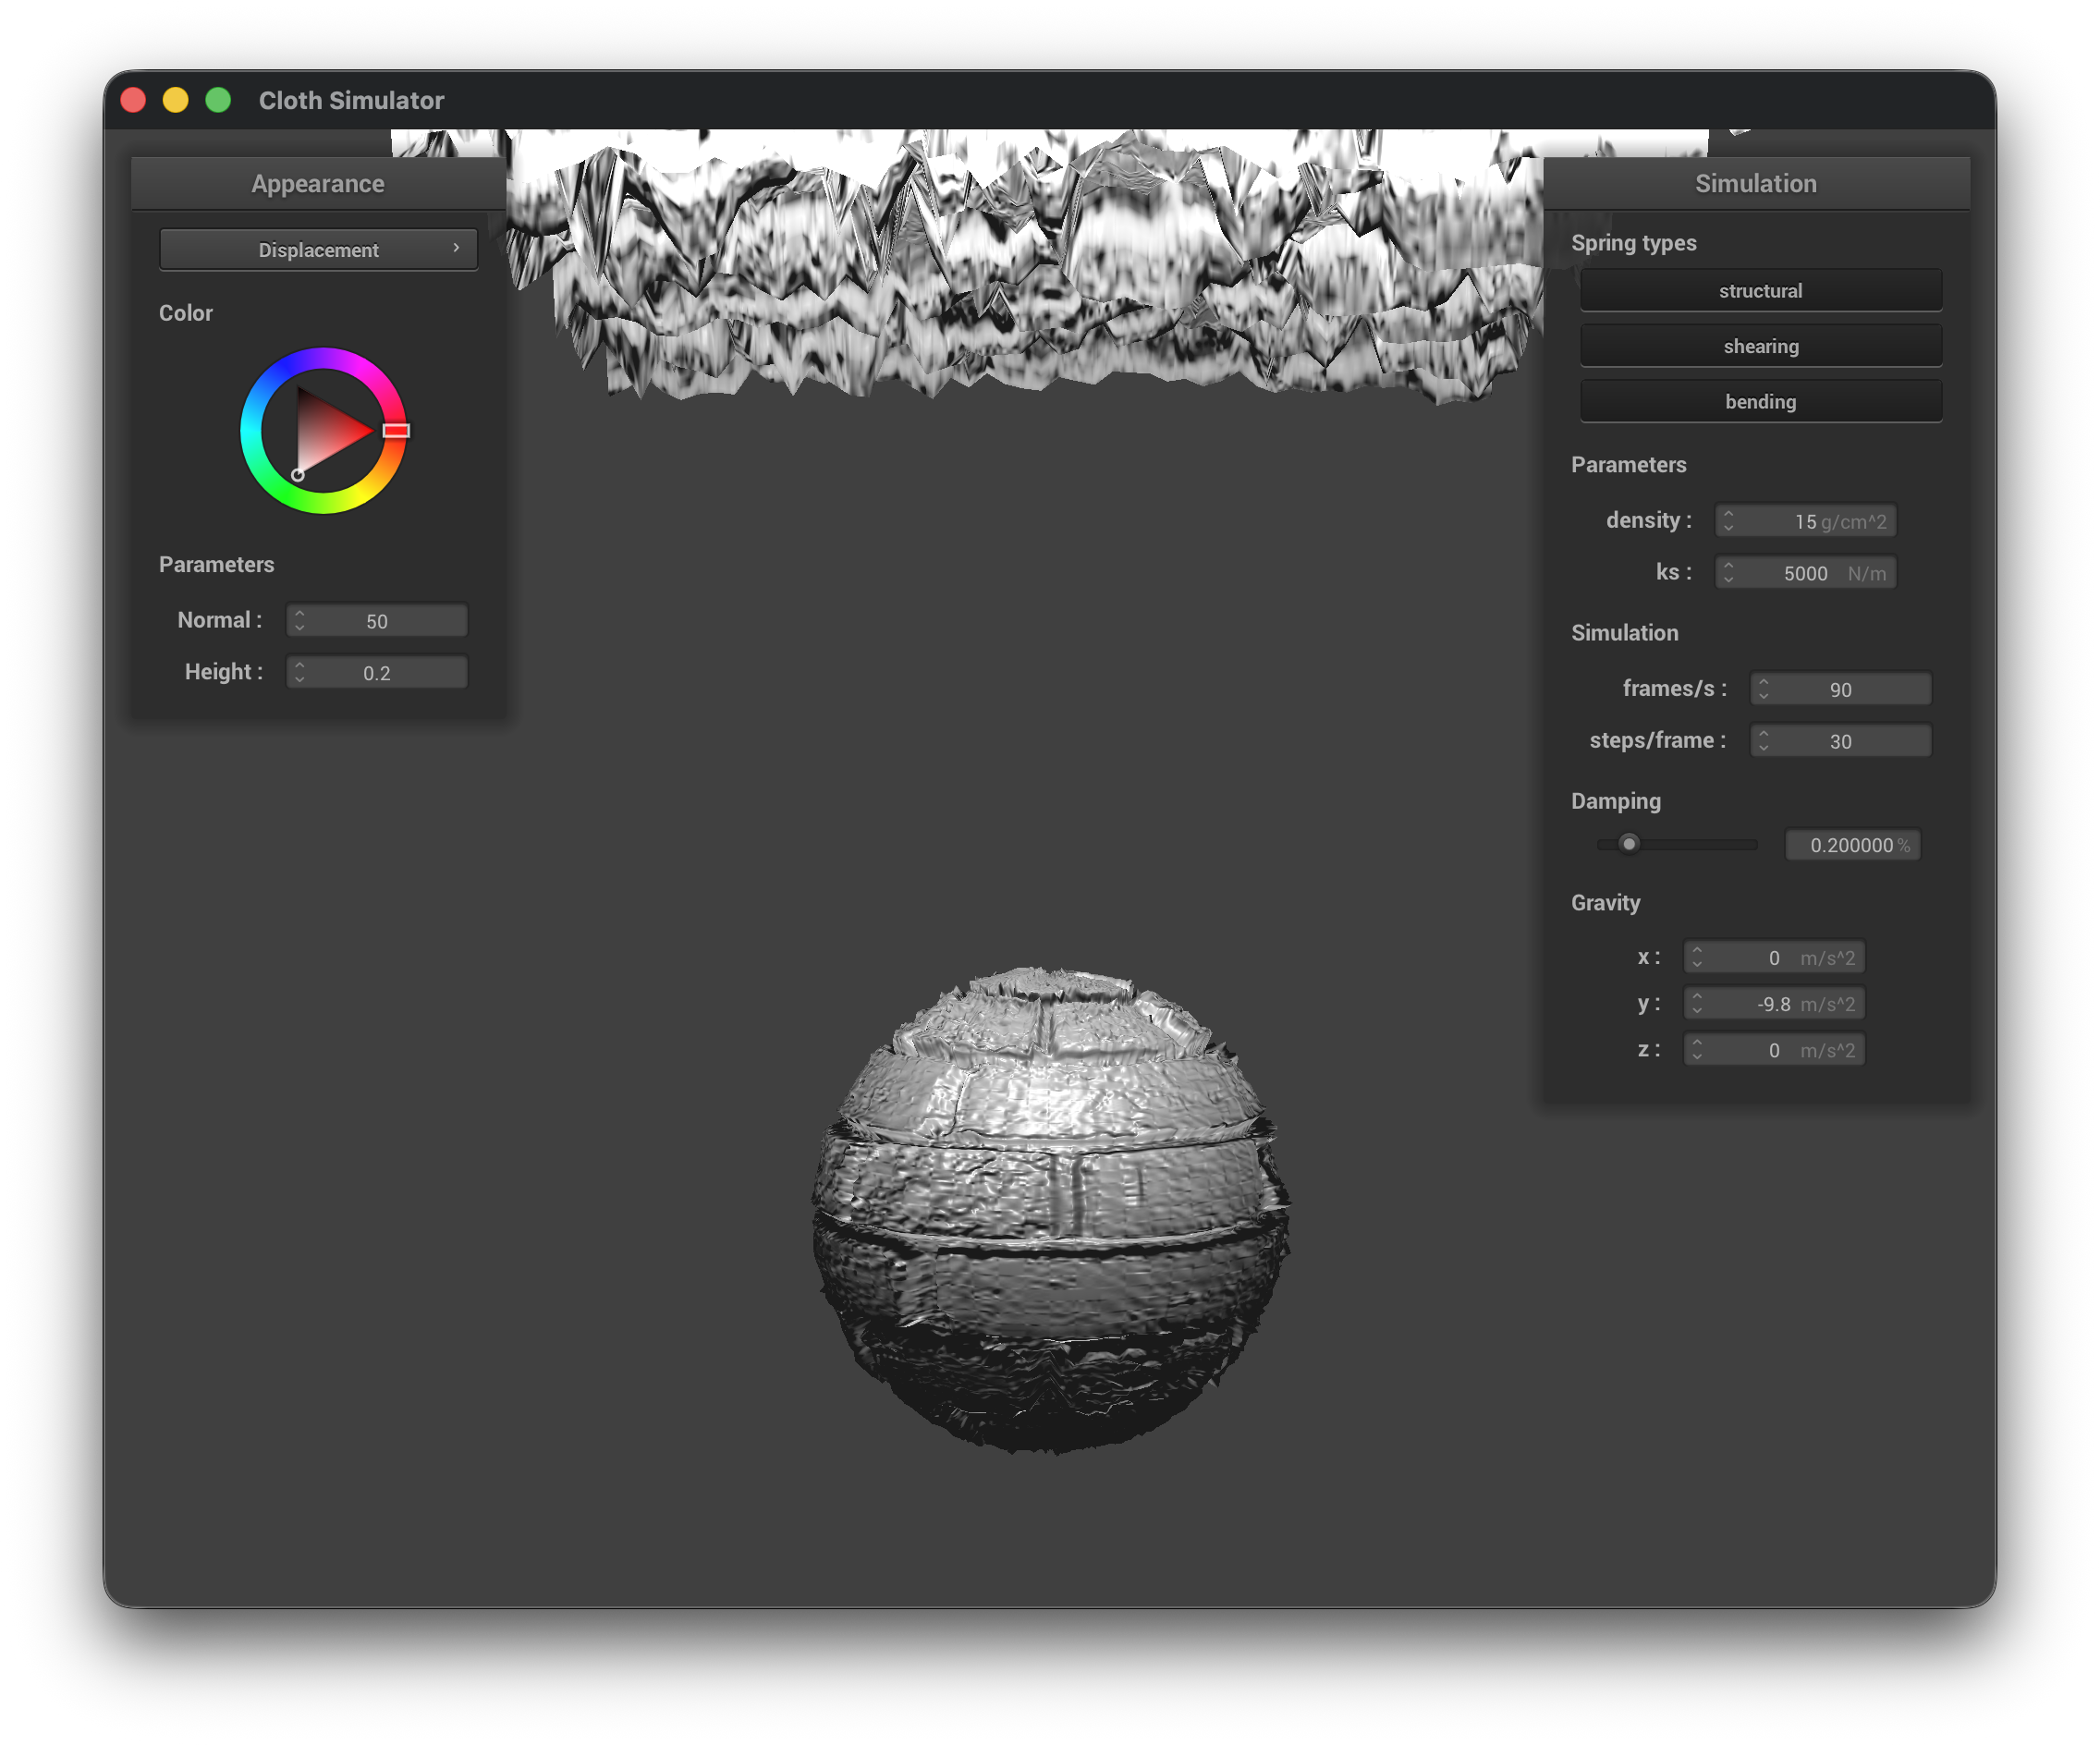 Cloth Simulator
Appearance
Displacement
Color
Parameters
Normal : 50
Height : 0.2
Simulation
Spring types
structural
shearing
bending
Parameters
density : 15 g/cm^2
ks : 5000 N/m
Simulation
frames/s : 90
steps/frame : 30
Damping
0.200000 %
Gravity
x : 0 m/s^2
y : -9.8 m/s^2
z : 0 m/s^2